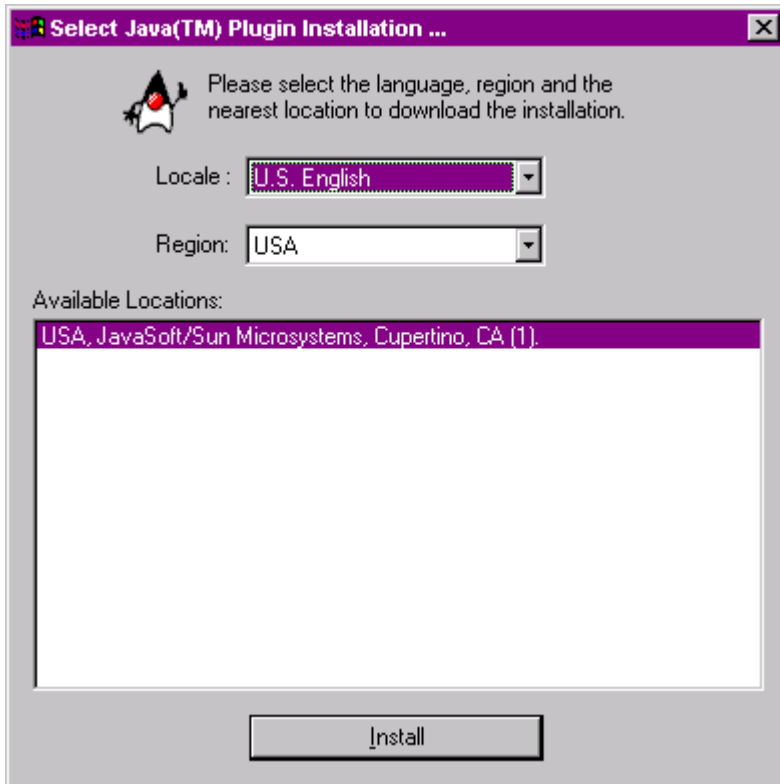 Select Java(TM) Plugin Installation ...
Please select the language, region and the
nearest location to download the installation.
Locale : U.S. English
Region: USA
Available Locations:
USA, JavaSoft/Sun Microsystems, Cupertino, CA (1).
Install